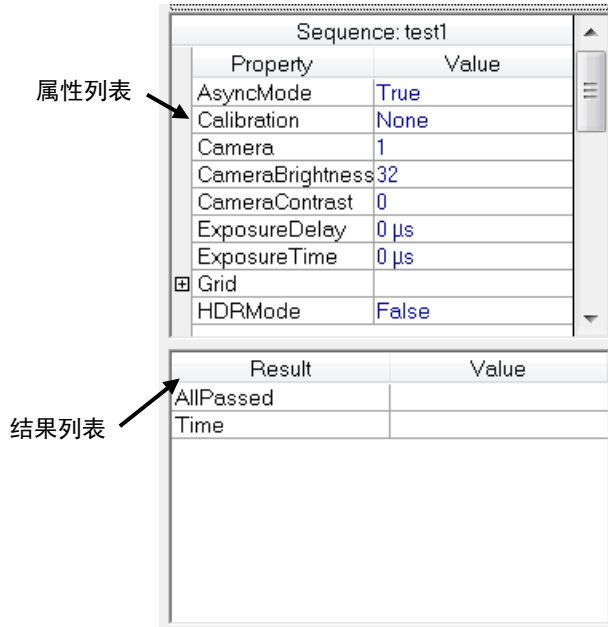 Sequence: test1
Property Value
属性列表
AsyncMode True
Calibration None
Camera 1
CameraBrightness 32
CameraContrast 0
ExposureDelay 0 µs
ExposureTime 0 µs
Grid
HDRMode False
Result Value
AllPassed
结果列表
Time